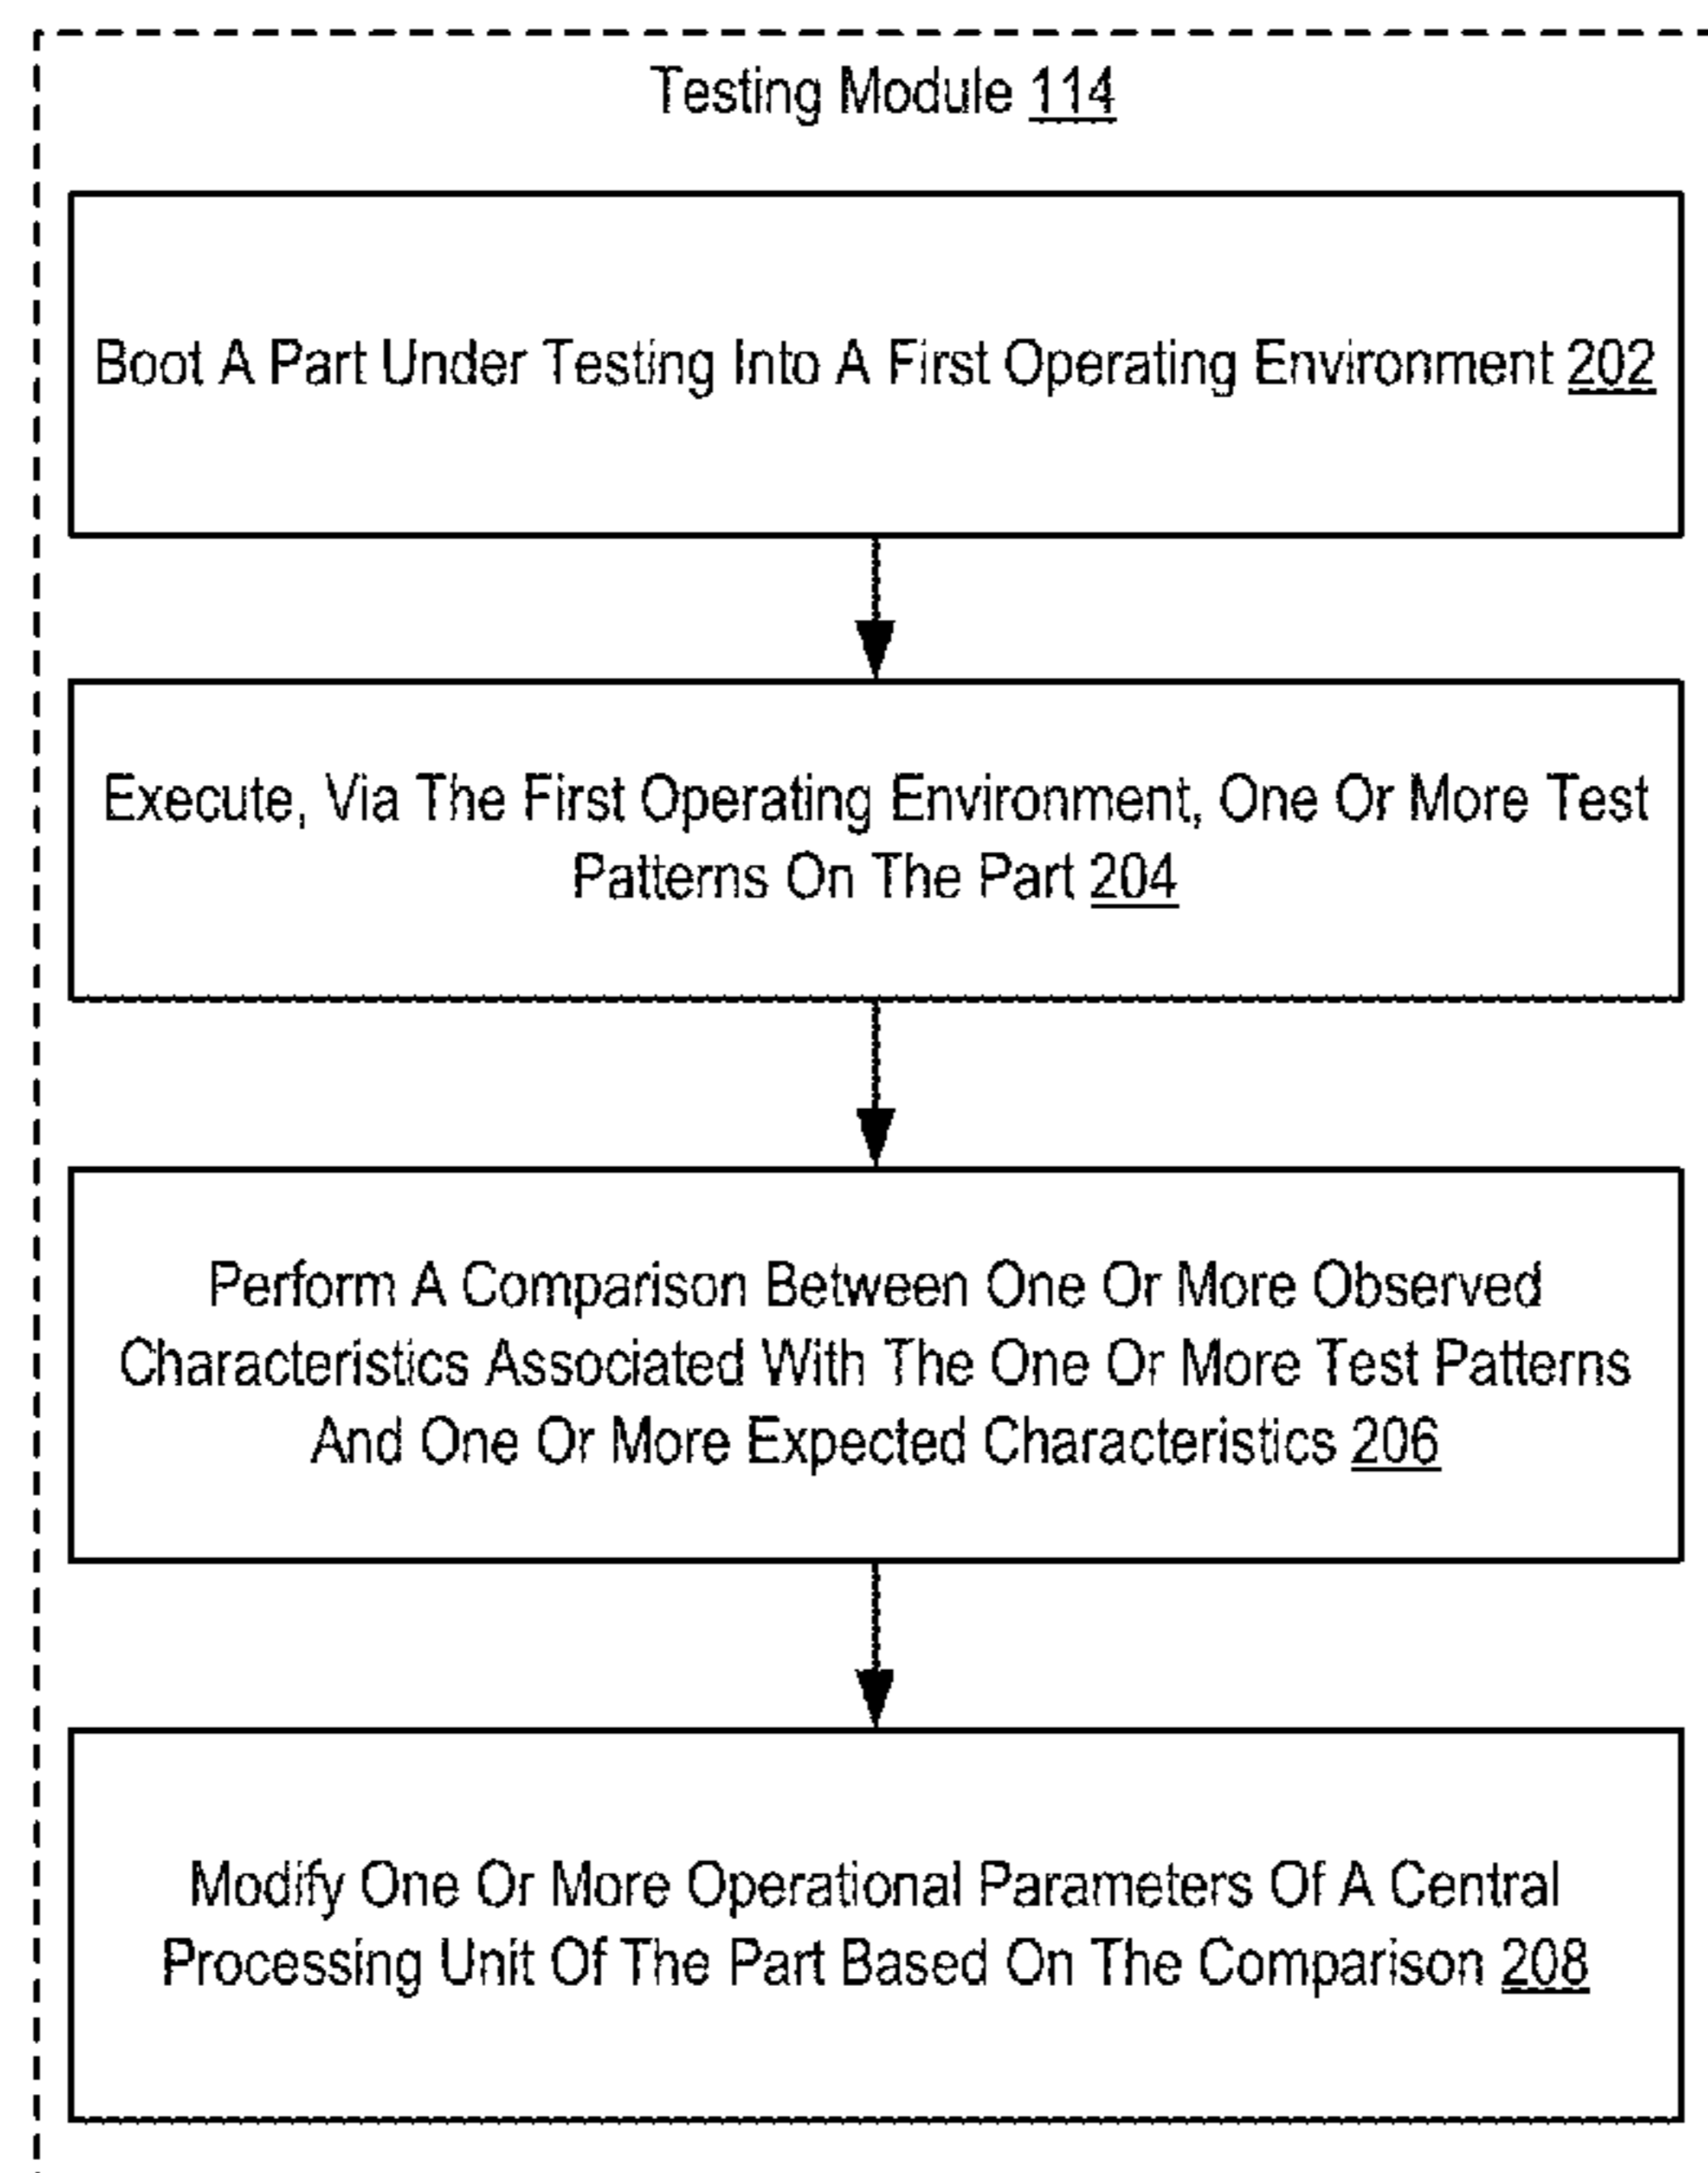 Testing Module 114
Boot A Part Under Testing Into A First Operating Environment 202
Execute, Via The First Operating Environment, One Or More Test
Patterns On The Part 204
Perform A Comparison Between One Or More Observed
Characteristics Associated With The One Or More Test Patterns
And One Or More Expected Characteristics 206
Modify One Or More Operational Parameters Of A Central
Processing Unit Of The Part Based On The Comparison 208